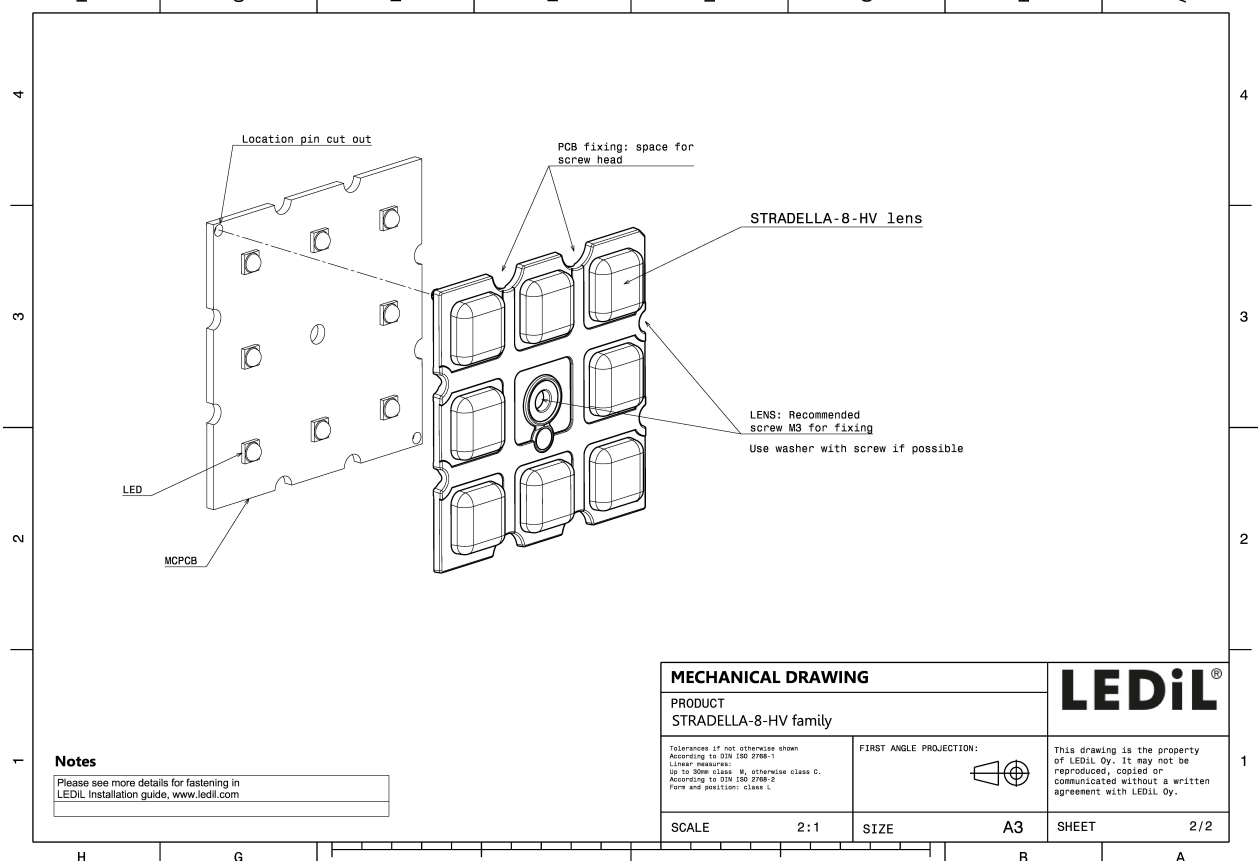 4
4
Location pin cut out
PCB fixing: space for
screw head
STRADELLA-8-HV lens
3
3
LENS: Recommended
screw M3 for fixing
Use washer with screw if possible
LED
MCPCB
2
2
MECHANICAL DRAWING
PRODUCT
STRADELLA-8-HV family
LEDiL®
Tolerances if not otherwise shown
According to DIN ISO 2768-1
Linear measures:
Up to 30mm class M, otherwise class C.
According to DIN ISO 2768-2
Form and position: class L
FIRST ANGLE PROJECTION:
This drawing is the property
of LEDiL Oy. It may not be
reproduced, copied or
communicated without a written
agreement with LEDiL Oy.
SCALE 2:1
SIZE A3
SHEET 2/2
1
1
Notes
Please see more details for fastening in
LEDiL Installation guide, www.ledil.com
H G B A